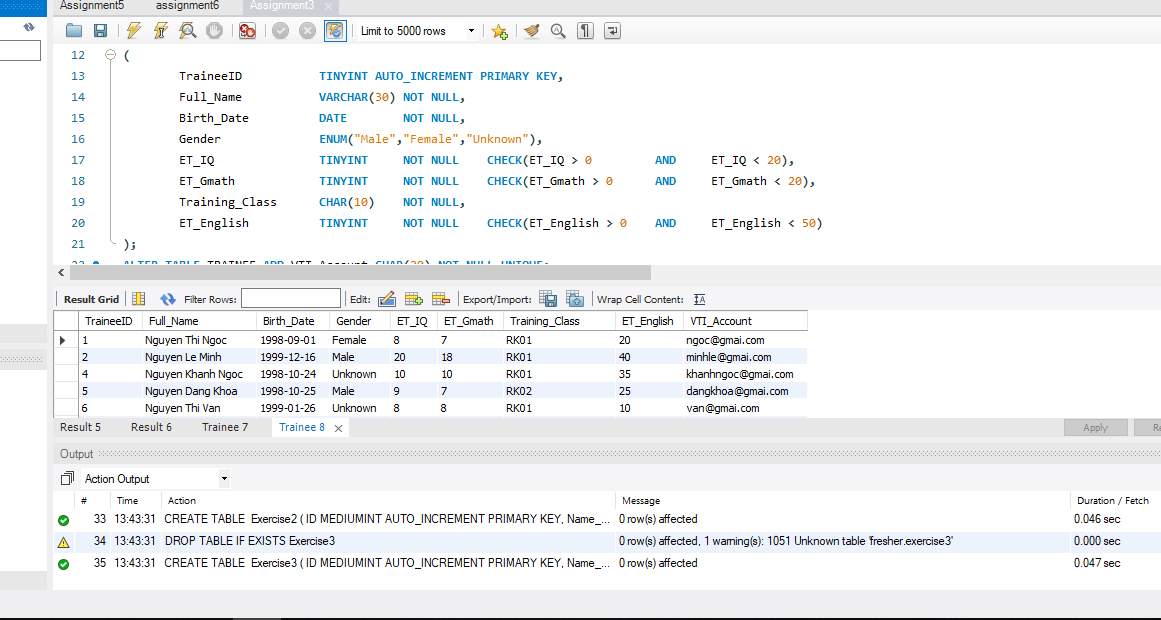 Assignment5 assignment6 Assignment3
Limit to 5000 rows
12 (
13 TraineeID TINYINT AUTO_INCREMENT PRIMARY KEY,
14 Full_Name VARCHAR(30) NOT NULL,
15 Birth_Date DATE NOT NULL,
16 Gender ENUM("Male","Female","Unknown"),
17 ET_IQ TINYINT NOT NULL CHECK(ET_IQ > 0 AND ET_IQ < 20),
18 ET_Gmath TINYINT NOT NULL CHECK(ET_Gmath > 0 AND ET_Gmath < 20),
19 Training_Class CHAR(10) NOT NULL,
20 ET_English TINYINT NOT NULL CHECK(ET_English > 0 AND ET_English < 50)
21 );
ALTER TABLE TRAINEE ADD VTI_Account CHAR(30) NOT NULL UNIQUE;
Result Grid Filter Rows: Edit: Export/Import: Wrap Cell Content:
TraineeID Full_Name Birth_Date Gender ET_IQ ET_Gmath Training_Class ET_English VTI_Account
1 Nguyen Thi Ngoc 1998-09-01 Female 8 7 RK01 20 ngoc@gmai.com
2 Nguyen Le Minh 1999-12-16 Male 20 18 RK01 40 minhle@gmai.com
4 Nguyen Khanh Ngoc 1998-10-24 Unknown 10 10 RK01 35 khanhngoc@gmai.com
5 Nguyen Dang Khoa 1998-10-25 Male 9 7 RK02 25 dangkhoa@gmai.com
6 Nguyen Thi Van 1999-01-26 Unknown 8 8 RK01 10 van@gmai.com
Result 5 Result 6 Trainee 7 Trainee 8 Apply Re
Output
Action Output
# Time Action Message Duration / Fetch
33 13:43:31 CREATE TABLE Exercise2 ( ID MEDIUMINT AUTO_INCREMENT PRIMARY KEY, Name_... 0 row(s) affected 0.046 sec
34 13:43:31 DROP TABLE IF EXISTS Exercise3 0 row(s) affected, 1 warning(s): 1051 Unknown table 'fresher.exercise3' 0.000 sec
35 13:43:31 CREATE TABLE Exercise3 ( ID MEDIUMINT AUTO_INCREMENT PRIMARY KEY, Name_... 0 row(s) affected 0.047 sec